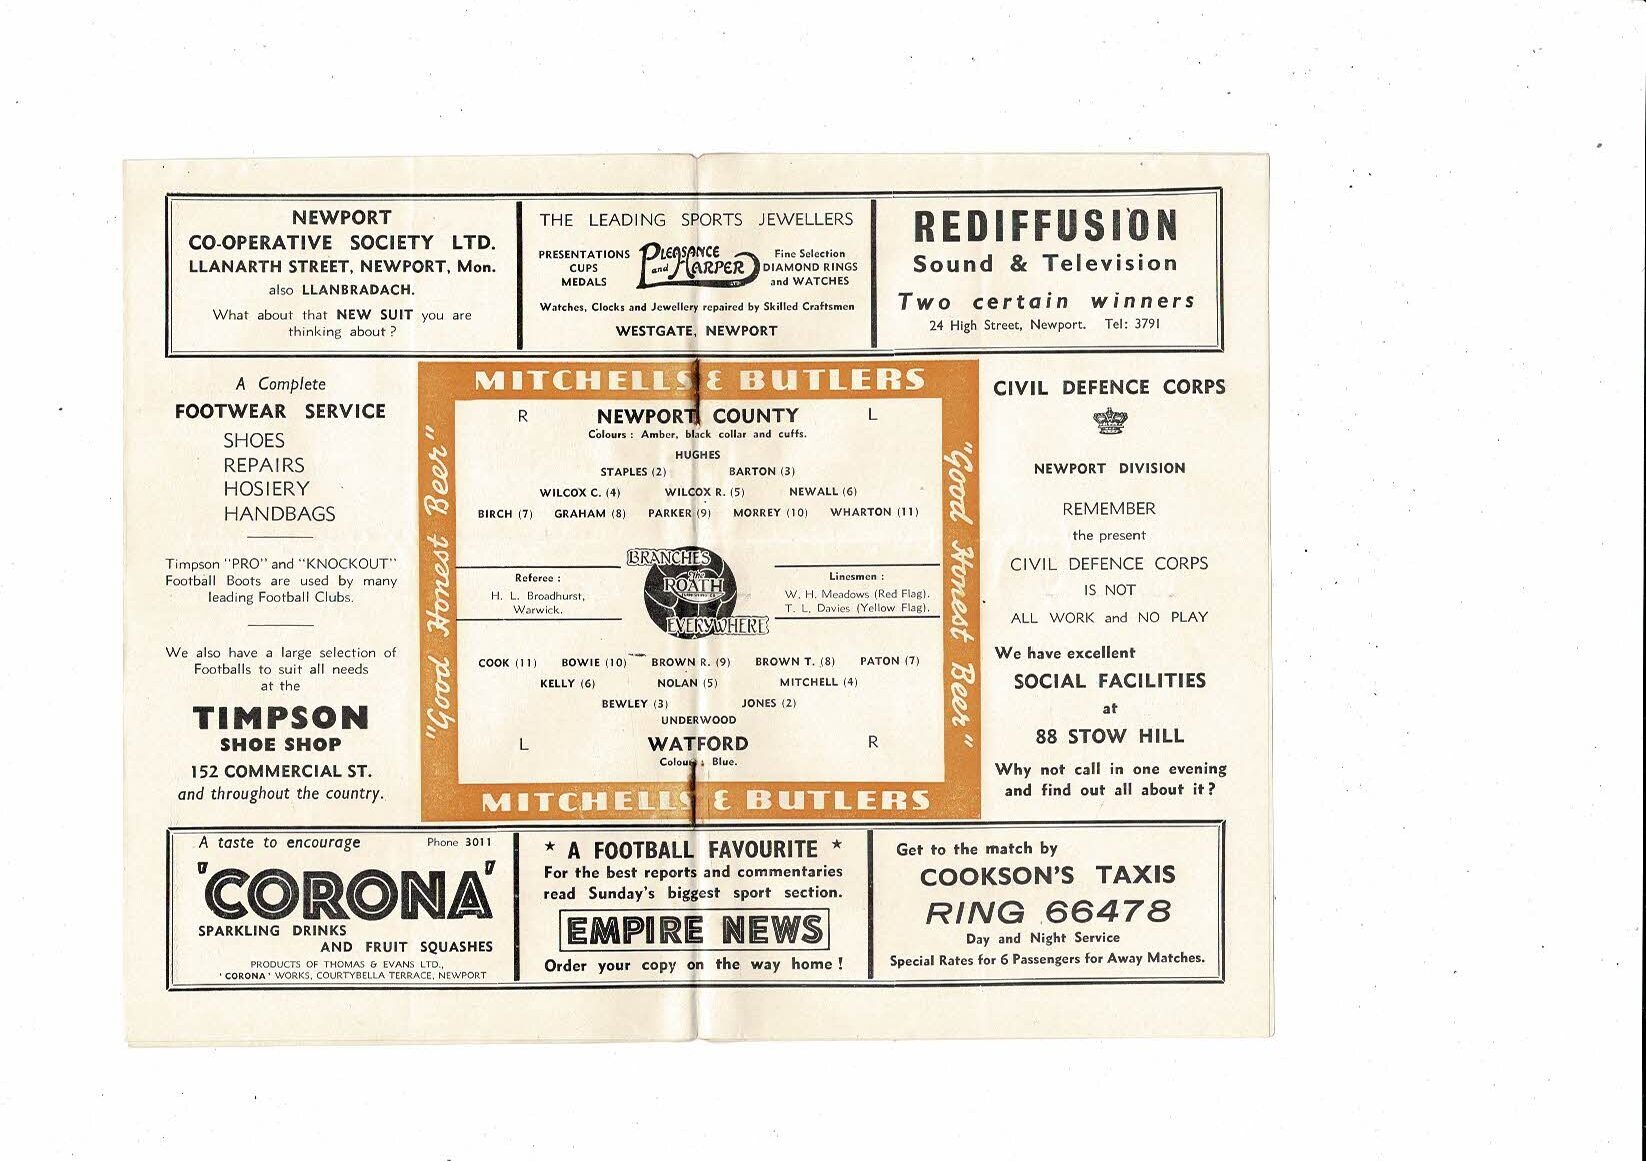 NEWPORT
CO-OPERATIVE SOCIETY LTD.
LLANARTH STREET, NEWPORT, Mon.
also LLANBRADACH.
What about that NEW SUIT you are
thinking about ?
THE LEADING SPORTS JEWELLERS
PRESENTATIONS
CUPS
MEDALS
PLEASANCE
and HARPER
Fine Selection
DIAMOND RINGS
and WATCHES
Watches, Clocks and Jewellery repaired by Skilled Craftsmen
WESTGATE, NEWPORT
REDIFFUSION
Sound & Television
Two certain winners
24 High Street, Newport. Tel: 3791
A Complete
FOOTWEAR SERVICE
SHOES
REPAIRS
HOSIERY
HANDBAGS
Timpson "PRO" and "KNOCKOUT"
Football Boots are used by many
leading Football Clubs.
We also have a large selection of
Footballs to suit all needs
at the
TIMPSON
SHOE SHOP
152 COMMERCIAL ST.
and throughout the country.
MITCHELLS & BUTLERS
"Good Honest Beer"
R NEWPORT COUNTY L
Colours : Amber, black collar and cuffs.
HUGHES
STAPLES (2) BARTON (3)
WILCOX C. (4) WILCOX R. (5) NEWALL (6)
BIRCH (7) GRAHAM (8) PARKER (9) MORREY (10) WHARTON (11)
Referee :
H. L. Broadhurst,
Warwick.
BRANCHES
The
ROATH
EVERYWHERE
Linesmen :
W. H. Meadows (Red Flag).
T. L. Davies (Yellow Flag).
COOK (11) BOWIE (10) BROWN R. (9) BROWN T. (8) PATON (7)
KELLY (6) NOLAN (5) MITCHELL (4)
BEWLEY (3) JONES (2)
UNDERWOOD
L WATFORD R
Colour : Blue.
"Good Honest Beer"
MITCHELLS & BUTLERS
CIVIL DEFENCE CORPS
NEWPORT DIVISION
REMEMBER
the present
CIVIL DEFENCE CORPS
IS NOT
ALL WORK and NO PLAY
We have excellent
SOCIAL FACILITIES
at
88 STOW HILL
Why not call in one evening
and find out all about it?
A taste to encourage Phone 3011
"CORONA"
SPARKLING DRINKS
AND FRUIT SQUASHES
PRODUCTS OF THOMAS & EVANS LTD.,
'CORONA' WORKS, COURTYBELLA TERRACE, NEWPORT
* A FOOTBALL FAVOURITE *
For the best reports and commentaries
read Sunday's biggest sport section.
EMPIRE NEWS
Order your copy on the way home !
Get to the match by
COOKSON'S TAXIS
RING 66478
Day and Night Service
Special Rates for 6 Passengers for Away Matches.